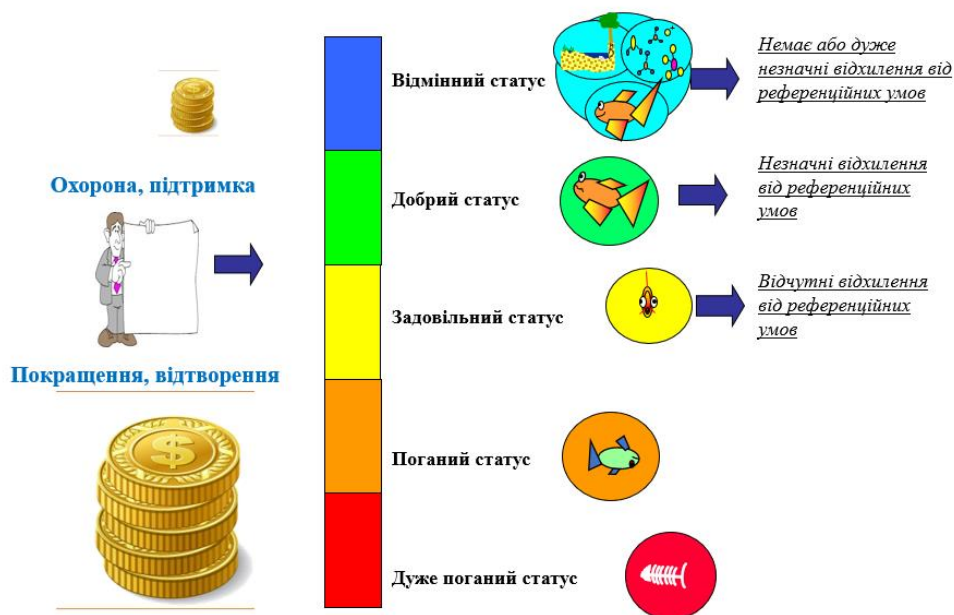 Охорона, підтримка
Покращення, відтворення
Відмінний статус
Добрий статус
Задовільний статус
Поганий статус
Дуже поганий статус
Немає або дуже
незначні відхилення від
референційних умов
Незначні відхилення
від референційних
умов
Відчутні відхилення
від референційних
умов
$
$